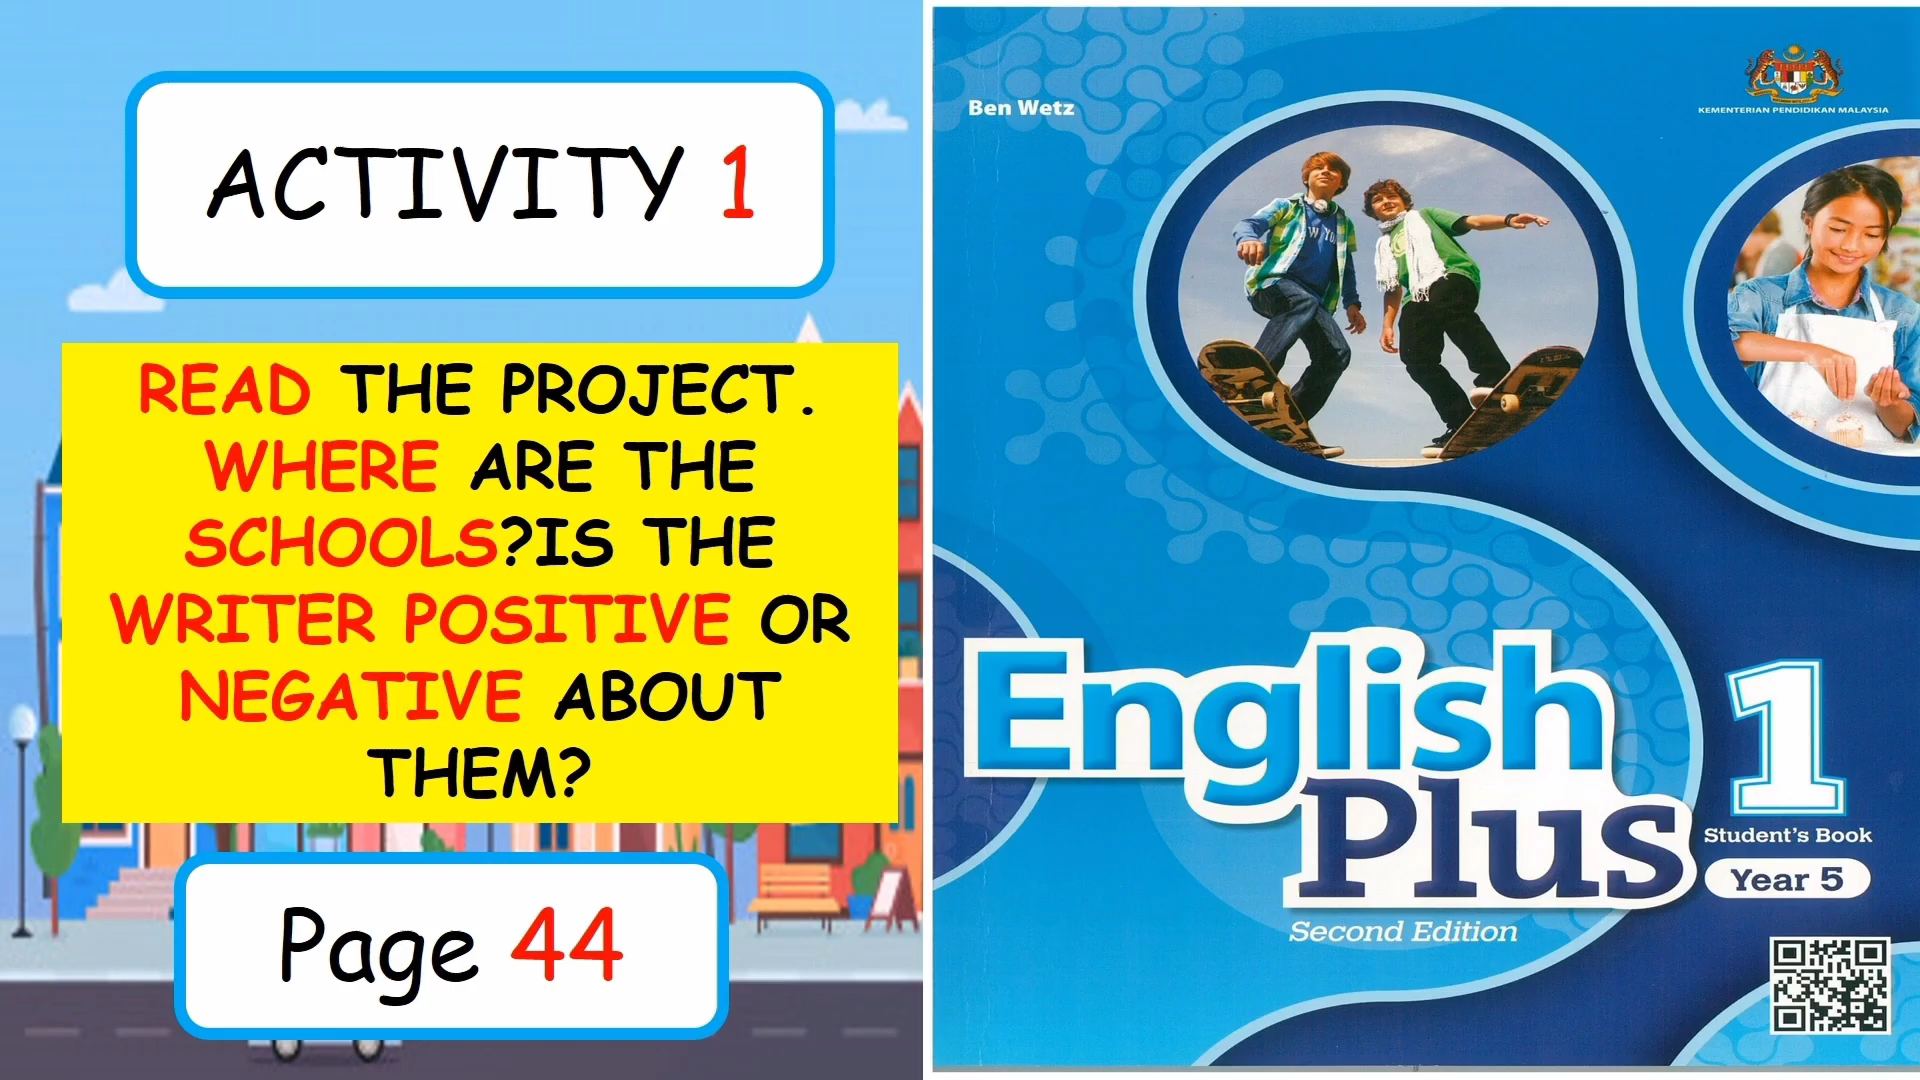 ACTIVITY 1
READ THE PROJECT.
WHERE ARE THE
SCHOOLS?IS THE
WRITER POSITIVE OR
NEGATIVE ABOUT
THEM?
Page 44
Ben Wetz
KEMENTERIAN PENDIDIKAN MALAYSIA
English
Plus
1
Student's Book
Year 5
Second Edition